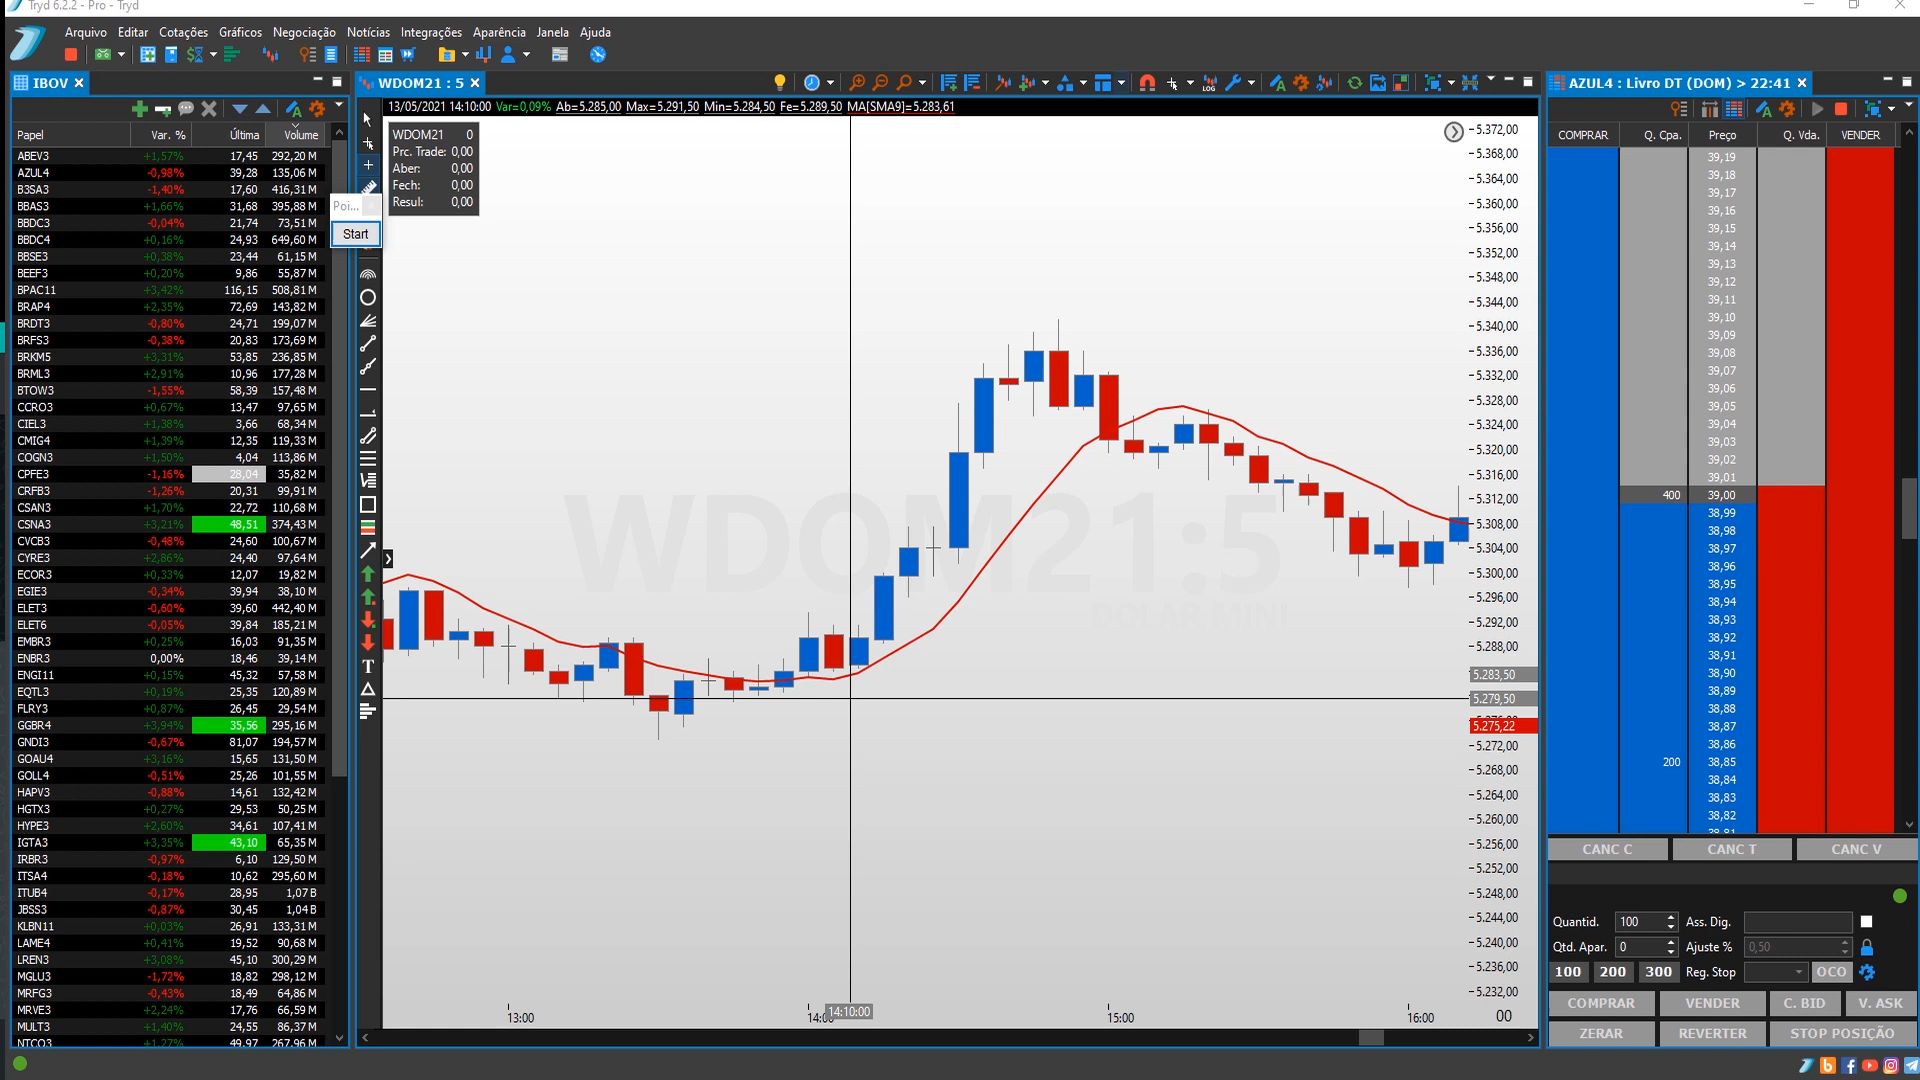 Tryd 6.2.2 - Pro - Tryd
Arquivo Editar Cotações Gráficos Negociação Notícias Integrações Aparência Janela Ajuda
IBOV
Papel Var. % Última Volume
ABEV3 +1,57% 17,45 292,20 M
AZUL4 -0,98% 39,28 135,06 M
B3SA3 -1,40% 17,60 416,31 M
BBAS3 +1,66% 31,68 395,88 M
BBDC3 -0,04% 21,74 73,51 M
BBDC4 +0,16% 24,93 649,60 M
BBSE3 +0,38% 23,44 61,15 M
BEEF3 +0,20% 9,86 55,87 M
BPAC11 +3,42% 116,15 508,81 M
BRAP4 +2,35% 72,69 143,82 M
BRDT3 -0,80% 24,71 199,07 M
BRFS3 -0,38% 20,83 173,69 M
BRKM5 +3,31% 53,85 236,85 M
BRML3 +2,91% 10,96 177,28 M
BTOW3 -1,55% 58,39 157,48 M
CCRO3 +0,67% 13,47 97,65 M
CIEL3 +1,38% 3,66 68,34 M
CMIG4 +1,39% 12,35 119,33 M
COGN3 +1,50% 4,04 113,86 M
CPFE3 -1,16% 28,04 35,82 M
CRFB3 -1,26% 20,31 99,91 M
CSAN3 +1,70% 22,72 110,68 M
CSNA3 +3,21% 48,51 374,43 M
CVCB3 -0,48% 24,60 100,67 M
CYRE3 +2,86% 24,40 97,64 M
ECOR3 +0,33% 12,07 19,82 M
EGIE3 -0,34% 39,94 38,10 M
ELET3 -0,60% 39,60 442,40 M
ELET6 -0,05% 39,84 185,21 M
EMBR3 +0,25% 16,03 91,35 M
ENBR3 0,00% 18,46 39,14 M
ENGI11 +0,15% 45,32 57,58 M
EQTL3 +0,19% 25,35 120,89 M
FLRY3 +0,87% 26,45 29,54 M
GGBR4 +3,94% 35,56 295,16 M
GNDI3 -0,67% 81,07 194,57 M
GOAU4 +3,16% 15,65 131,50 M
GOLL4 -0,51% 25,26 101,55 M
HAPV3 -0,88% 14,61 132,42 M
HGTX3 +0,27% 29,53 50,25 M
HYPE3 +2,60% 34,61 107,41 M
IGTA3 +3,35% 43,10 65,35 M
IRBR3 -0,97% 6,10 129,50 M
ITSA4 -0,18% 10,62 295,60 M
ITUB4 -0,17% 28,95 1,07 B
JBSS3 -0,87% 30,45 1,04 B
KLBN11 +0,03% 26,91 133,31 M
LAME4 +0,41% 19,52 90,68 M
LREN3 +3,08% 45,10 300,29 M
MGLU3 -1,72% 18,82 298,12 M
MRFG3 -0,43% 18,49 64,86 M
MRVE3 +2,24% 17,76 66,59 M
MULT3 +1,40% 24,55 86,37 M
NTCO3 +1,27% 49,97 267,96 M
Poi...
Start
WDOM21 : 5
LOG
13/05/2021 14:10:00 Var=0,09% Ab=5.285,00 Max=5.291,50 Min=5.284,50 Fe=5.289,50 MA[SMA9]=5.283,61
WDOM21 0
Prc. Trade: 0,00
Aber: 0,00
Fech: 0,00
Resul: 0,00
WDOM21:5
DOLAR MINI
5.372,00
5.368,00
5.364,00
5.360,00
5.356,00
5.352,00
5.348,00
5.344,00
5.340,00
5.336,00
5.332,00
5.328,00
5.324,00
5.320,00
5.316,00
5.312,00
5.308,00
5.304,00
5.300,00
5.296,00
5.292,00
5.288,00
5.283,50
5.279,50
5.275,22
5.272,00
5.268,00
5.264,00
5.260,00
5.256,00
5.252,00
5.248,00
5.244,00
5.240,00
5.236,00
5.232,00
13:00 14:10:00 15:00 16:00 00
AZUL4 : Livro DT (DOM) > 22:41
COMPRAR Q. Cpa. Preço Q. Vda. VENDER
39,19
39,18
39,17
39,16
39,15
39,14
39,13
39,12
39,11
39,10
39,09
39,08
39,07
39,06
39,05
39,04
39,03
39,02
39,01
400 39,00
38,99
38,98
38,97
38,96
38,95
38,94
38,93
38,92
38,91
38,90
38,89
38,88
38,87
38,86
200 38,85
38,84
38,83
38,82
CANC C CANC T CANC V
Quantid. 100 Ass. Dig.
Qtd. Apar. 0 Ajuste % 0,50
100 200 300 Reg. Stop OCO
COMPRAR VENDER C. BID V. ASK
ZERAR REVERTER STOP POSIÇÃO